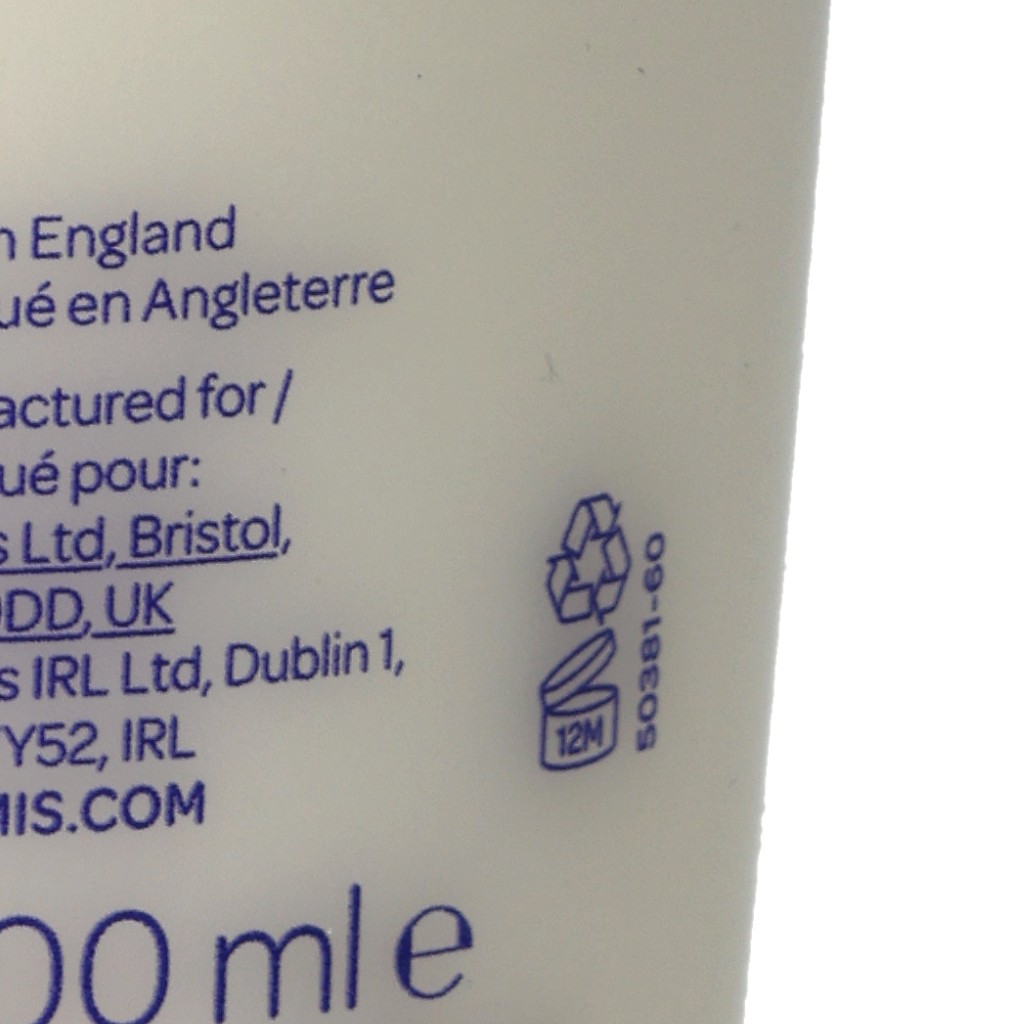 n England
ué en Angleterre
actured for /
ué pour:
s Ltd, Bristol,
DD, UK
s IRL Ltd, Dublin 1,
Y52, IRL
MIS.COM
00 ml e
12M
50381-60